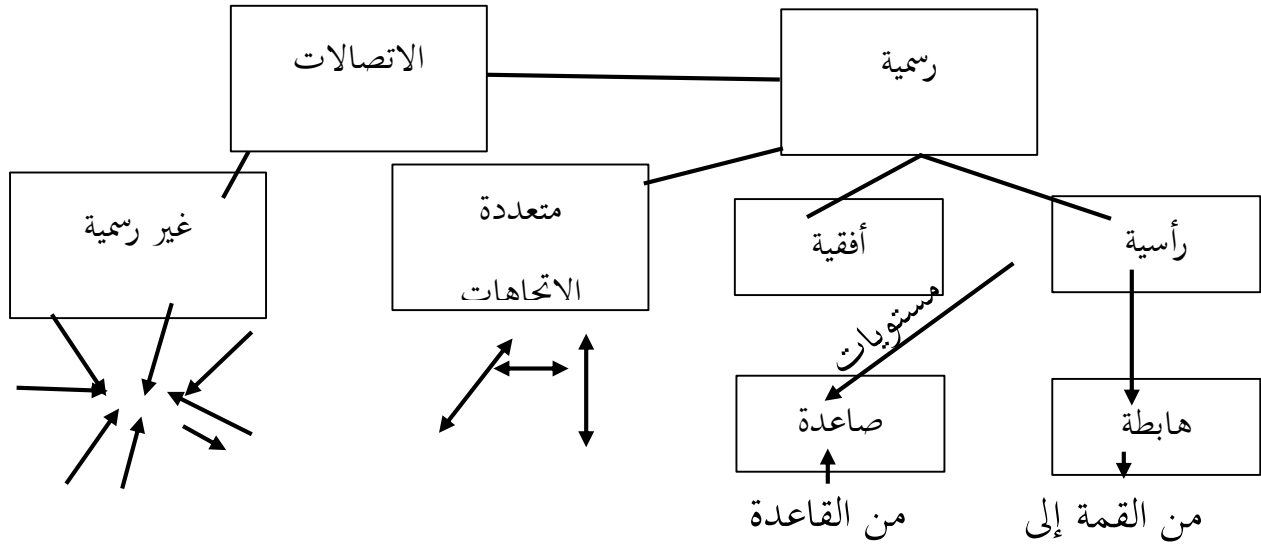 رسمية
الاتصالات
متعددة
الاتجاهات
غير رسمية
رأسية
أفقية
مستويات
هابطة
صاعدة
من القمة إلى
من القاعدة